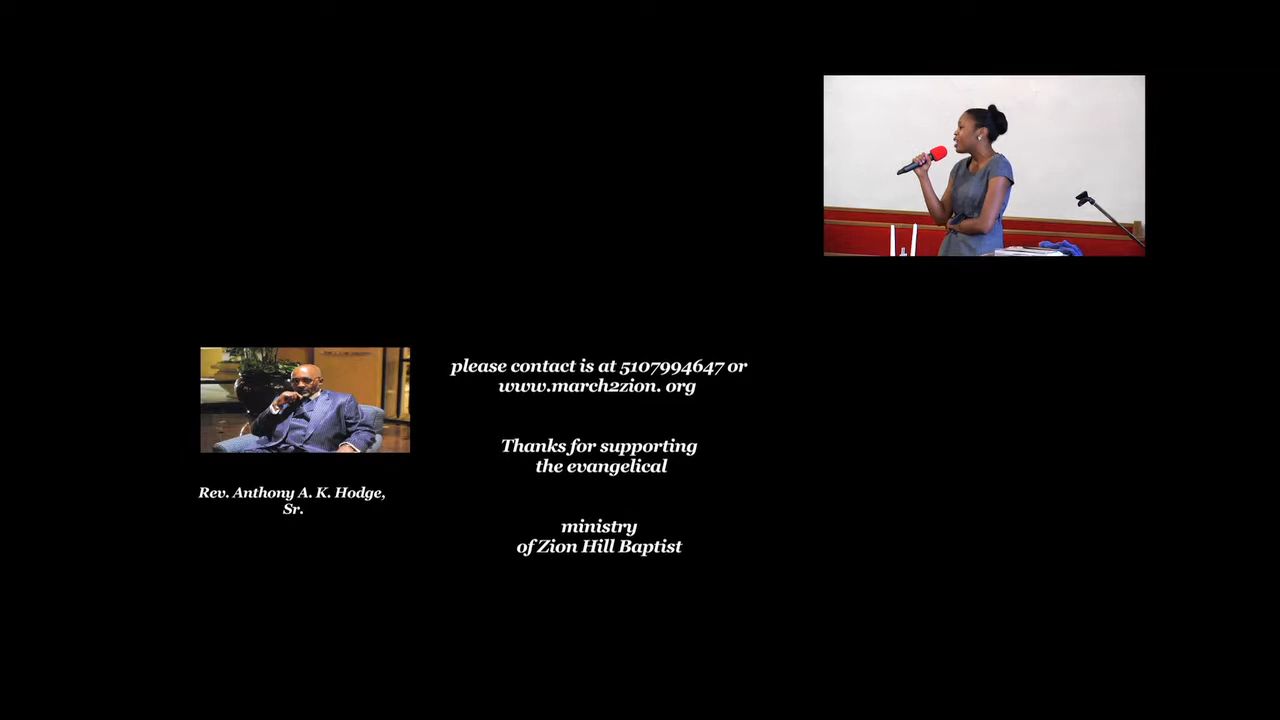 please contact is at 5107994647 or
www.march2zion. org
Thanks for supporting
the evangelical
Rev. Anthony A. K. Hodge,
Sr.
ministry
of Zion Hill Baptist